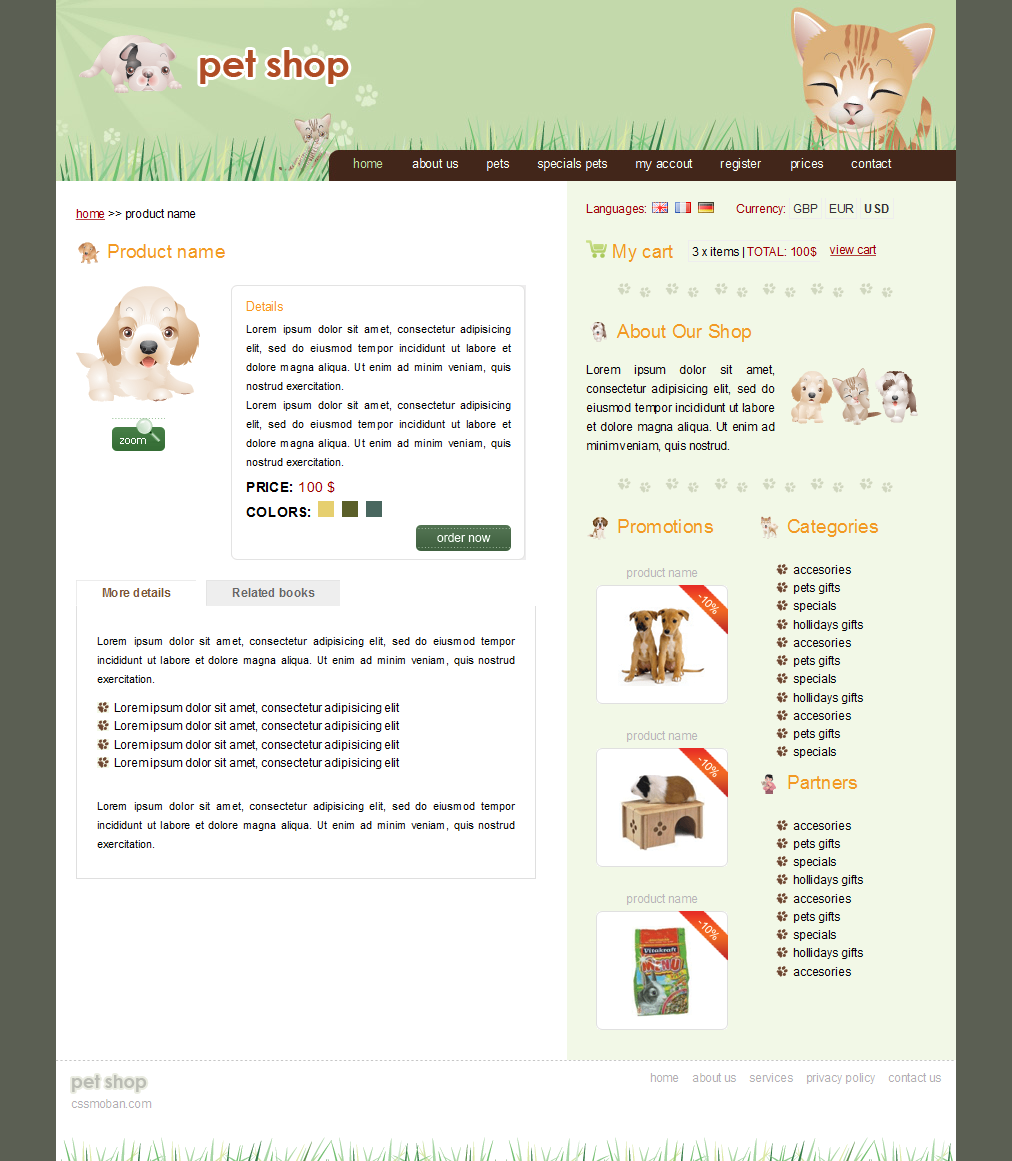 pet shop
home about us pets specials pets my accout register prices contact
home >> product name
Product name
zoom
Details
Lorem ipsum dolor sit amet, consectetur adipisicing
elit, sed do eiusmod tempor incididunt ut labore et
dolore magna aliqua. Ut enim ad minim veniam, quis
nostrud exercitation.
Lorem ipsum dolor sit amet, consectetur adipisicing
elit, sed do eiusmod tempor incididunt ut labore et
dolore magna aliqua. Ut enim ad minim veniam, quis
nostrud exercitation.
PRICE: 100 $
COLORS:
order now
More details Related books
Lorem ipsum dolor sit amet, consectetur adipisicing elit, sed do eiusmod tempor
incididunt ut labore et dolore magna aliqua. Ut enim ad minim veniam, quis nostrud
exercitation.
Lorem ipsum dolor sit amet, consectetur adipisicing elit
Lorem ipsum dolor sit amet, consectetur adipisicing elit
Lorem ipsum dolor sit amet, consectetur adipisicing elit
Lorem ipsum dolor sit amet, consectetur adipisicing elit
Lorem ipsum dolor sit amet, consectetur adipisicing elit, sed do eiusmod tempor
incididunt ut labore et dolore magna aliqua. Ut enim ad minim veniam, quis nostrud
exercitation.
Languages: Currency: GBP EUR USD
My cart 3 x items | TOTAL: 100$ view cart
About Our Shop
Lorem ipsum dolor sit amet,
consectetur adipisicing elit, sed do
eiusmod tempor incididunt ut labore
et dolore magna aliqua. Ut enim ad
minim veniam, quis nostrud.
Promotions
product name
-10%
product name
-10%
product name
-10%
Vitakraft
MENU
Categories
accesories
pets gifts
specials
hollidays gifts
accesories
pets gifts
specials
hollidays gifts
accesories
pets gifts
specials
Partners
accesories
pets gifts
specials
hollidays gifts
accesories
pets gifts
specials
hollidays gifts
accesories
pet shop
cssmoban.com
home about us services privacy policy contact us